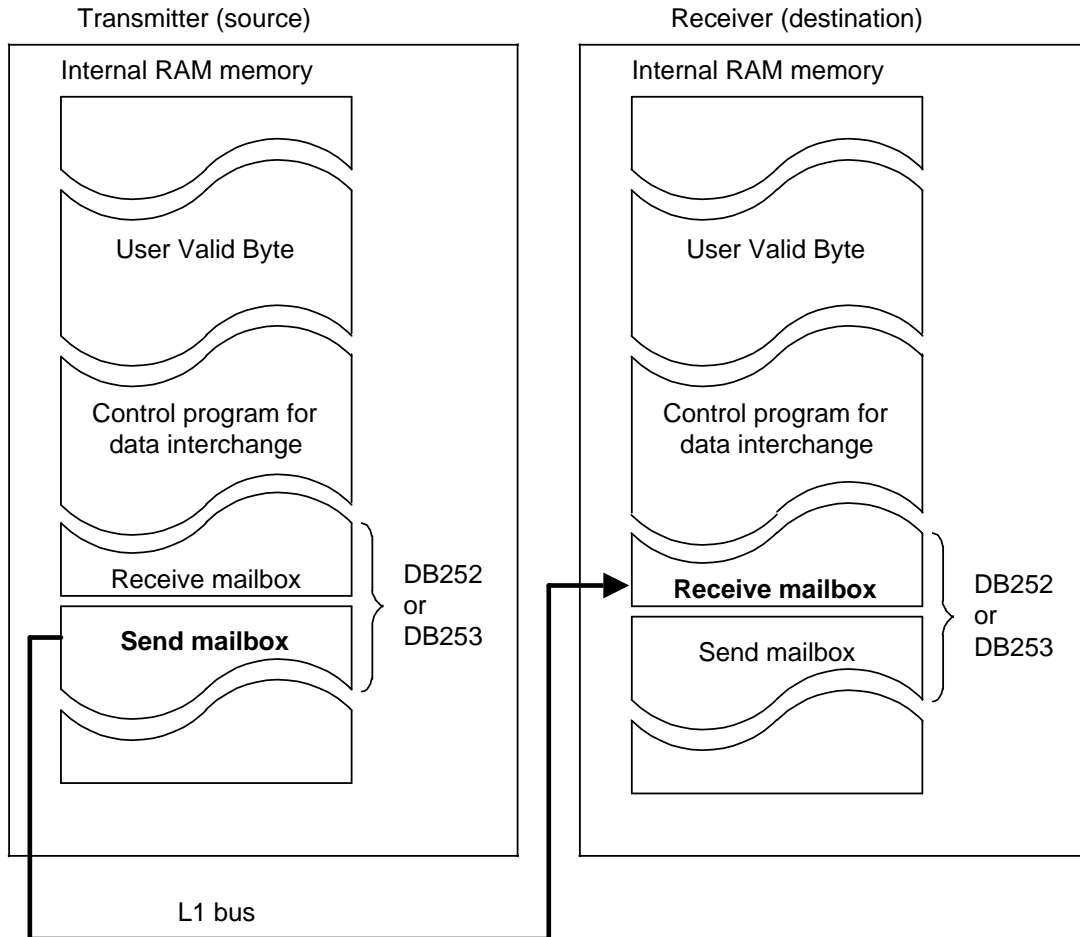 Transmitter (source)
Internal RAM memory
User Valid Byte
Control program for
data interchange
Receive mailbox
Send mailbox
DB252
or
DB253
L1 bus
Receiver (destination)
Internal RAM memory
User Valid Byte
Control program for
data interchange
Receive mailbox
Send mailbox
DB252
or
DB253